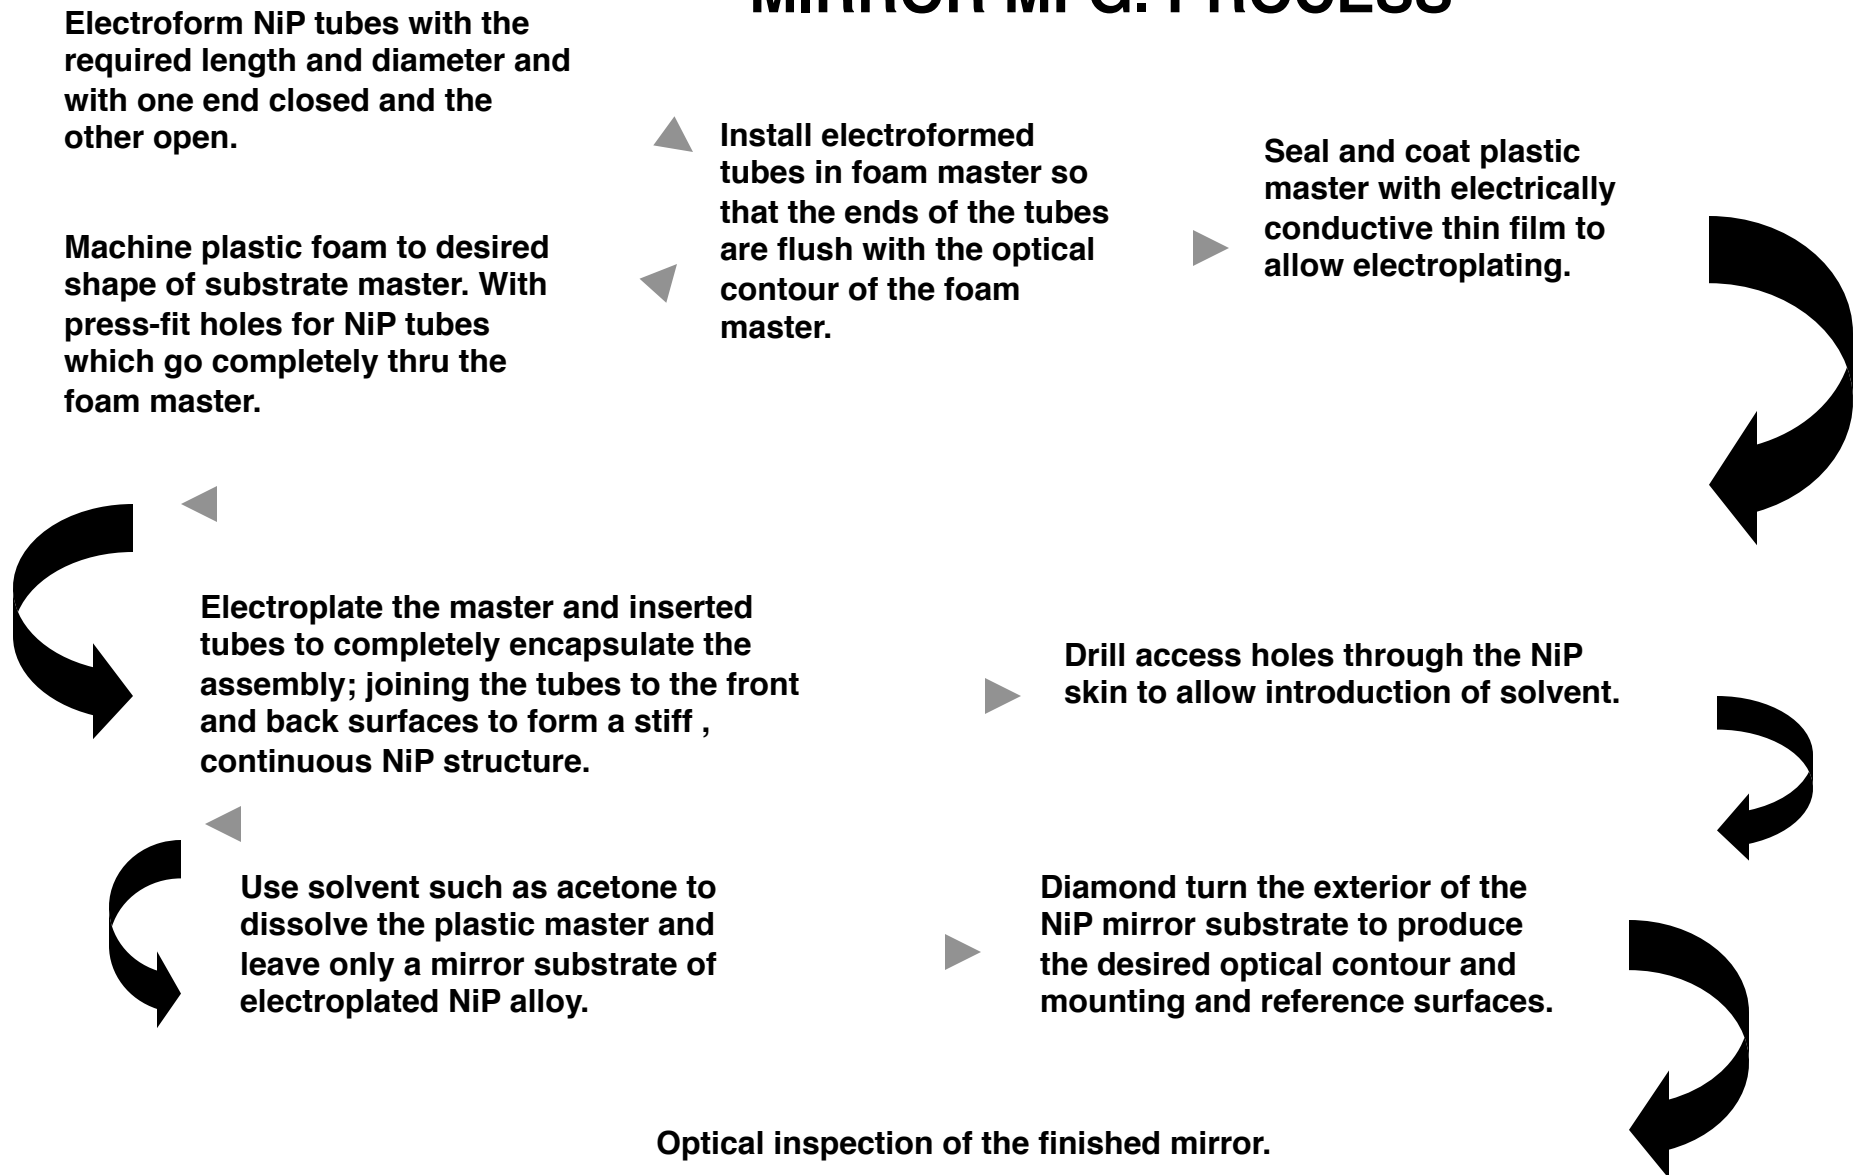 MIRROR MFG. PROCESS
Electroform NiP tubes with the
required length and diameter and
with one end closed and the
other open.
Install electroformed
tubes in foam master so
that the ends of the tubes
are flush with the optical
contour of the foam
master.
Seal and coat plastic
master with electrically
conductive thin film to
allow electroplating.
Machine plastic foam to desired
shape of substrate master. With
press-fit holes for NiP tubes
which go completely thru the
foam master.
Electroplate the master and inserted
tubes to completely encapsulate the
assembly; joining the tubes to the front
and back surfaces to form a stiff ,
continuous NiP structure.
Drill access holes through the NiP
skin to allow introduction of solvent.
Use solvent such as acetone to
dissolve the plastic master and
leave only a mirror substrate of
electroplated NiP alloy.
Diamond turn the exterior of the
NiP mirror substrate to produce
the desired optical contour and
mounting and reference surfaces.
Optical inspection of the finished mirror.